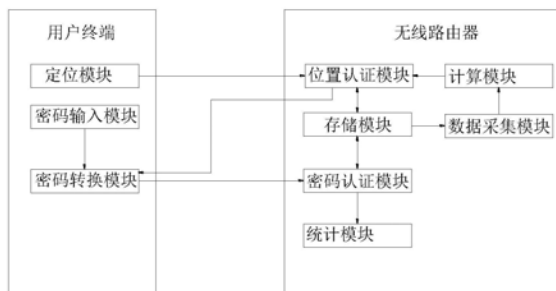 用户终端
无线路由器
定位模块
位置认证模块
计算模块
密码输入模块
存储模块
数据采集模块
密码转换模块
密码认证模块
统计模块